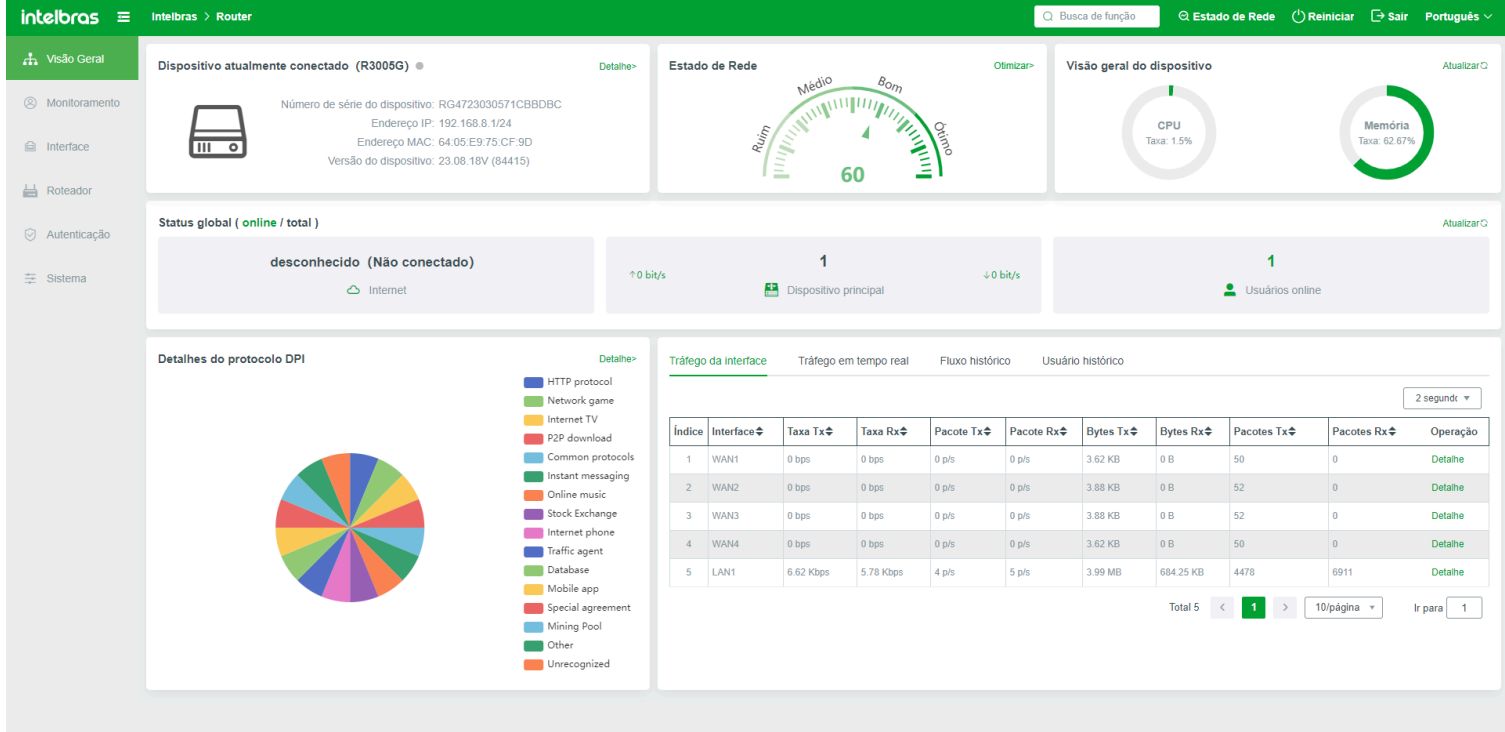 intelbras Intelbras > Router Busca de função Estado de Rede Reiniciar Sair Português
Visão Geral
Monitoramento
Interface
Roteador
Autenticação
Sistema
Dispositivo atualmente conectado (R3005G) Detalhe>
Número de série do dispositivo: RG4723030571CBBDBC
Endereço IP: 192.168.8.1/24
Endereço MAC: 64:05:E9:75:CF:9D
Versão do dispositivo: 23.08.18V (84415)
Estado de Rede Otimizar>
Ruim Médio Bom Ótimo
60
Visão geral do dispositivo Atualizar
CPU
Taxa: 1.5%
Memória
Taxa: 62.67%
Status global ( online / total ) Atualizar
desconhecido (Não conectado)
Internet
↑0 bit/s 1 ↓0 bit/s
Dispositivo principal
1
Usuários online
Detalhes do protocolo DPI Detalhe>
HTTP protocol
Network game
Internet TV
P2P download
Common protocols
Instant messaging
Online music
Stock Exchange
Internet phone
Traffic agent
Database
Mobile app
Special agreement
Mining Pool
Other
Unrecognized
Tráfego da interface Tráfego em tempo real Fluxo histórico Usuário histórico
2 segundo
Índice Interface Taxa Tx Taxa Rx Pacote Tx Pacote Rx Bytes Tx Bytes Rx Pacotes Tx Pacotes Rx Operação
1 WAN1 0 bps 0 bps 0 p/s 0 p/s 3.62 KB 0 B 50 0 Detalhe
2 WAN2 0 bps 0 bps 0 p/s 0 p/s 3.88 KB 0 B 52 0 Detalhe
3 WAN3 0 bps 0 bps 0 p/s 0 p/s 3.88 KB 0 B 52 0 Detalhe
4 WAN4 0 bps 0 bps 0 p/s 0 p/s 3.62 KB 0 B 50 0 Detalhe
5 LAN1 6.62 Kbps 5.78 Kbps 4 p/s 5 p/s 3.99 MB 684.25 KB 4478 6911 Detalhe
Total 5 < 1 > 10/página Ir para 1